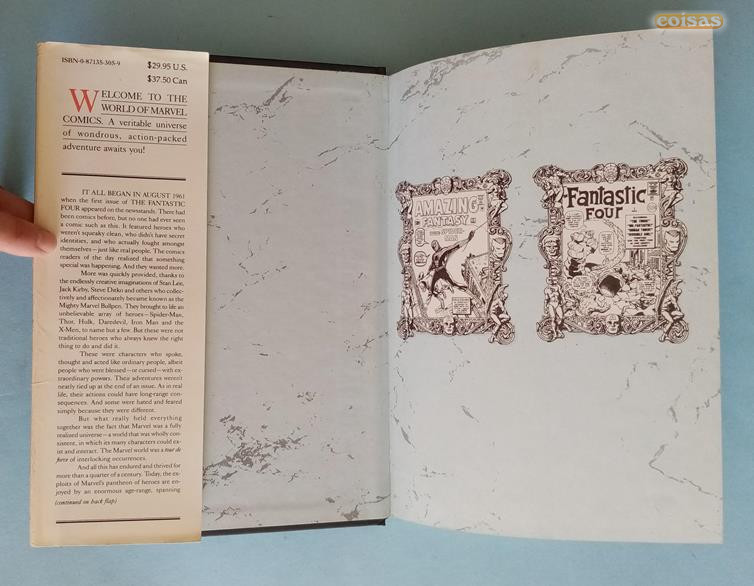 coisas
ISBN-0-87135-305-9
$29.95 U.S.
$37.50 Can
WELCOME TO THE
WORLD OF MARVEL
COMICS. A veritable universe
of wondrous, action-packed
adventure awaits you!
IT ALL BEGAN IN AUGUST 1961
when the first issue of THE FANTASTIC
FOUR appeared on the newsstands. There had
been comics before, but no one had ever seen
a comic such as this. It featured heroes who
weren't squeaky clean, who didn't have secret
identities, and who actually fought amongst
themselves—just like real people. The comics
readers of the day realized that something
special was happening. And they wanted more.
More was quickly provided, thanks to
the endlessly creative imaginations of Stan Lee,
Jack Kirby, Steve Ditko and others who collec-
tively and affectionately became known as the
Mighty Marvel Bullpen. They brought to life an
unbelievable array of heroes—Spider-Man,
Thor, Hulk, Daredevil, Iron Man and the
X-Men, to name but a few. But these were not
traditional heroes who always knew the right
thing to do and did it.
These were characters who spoke,
thought and acted like ordinary people, albeit
people who were blessed—or cursed—with ex-
traordinary powers. Their adventures weren't
neatly tied up at the end of an issue. As in real
life, their actions could have long-range con-
sequences. And some were hated and feared
simply because they were different.
But what really held everything
together was the fact that Marvel was a fully
realized universe—a world that was wholly con-
sistent, in which its many characters could ex-
ist and interact. The Marvel world was a tour de
force of interlocking occurrences.
And all this has endured and thrived for
more than a quarter of a century. Today, the ex-
ploits of Marvel's pantheon of heroes are en-
joyed by an enormous age-range, spanning
(continued on back flap)
AMAZING
FANTASY
Fantastic
FOUR